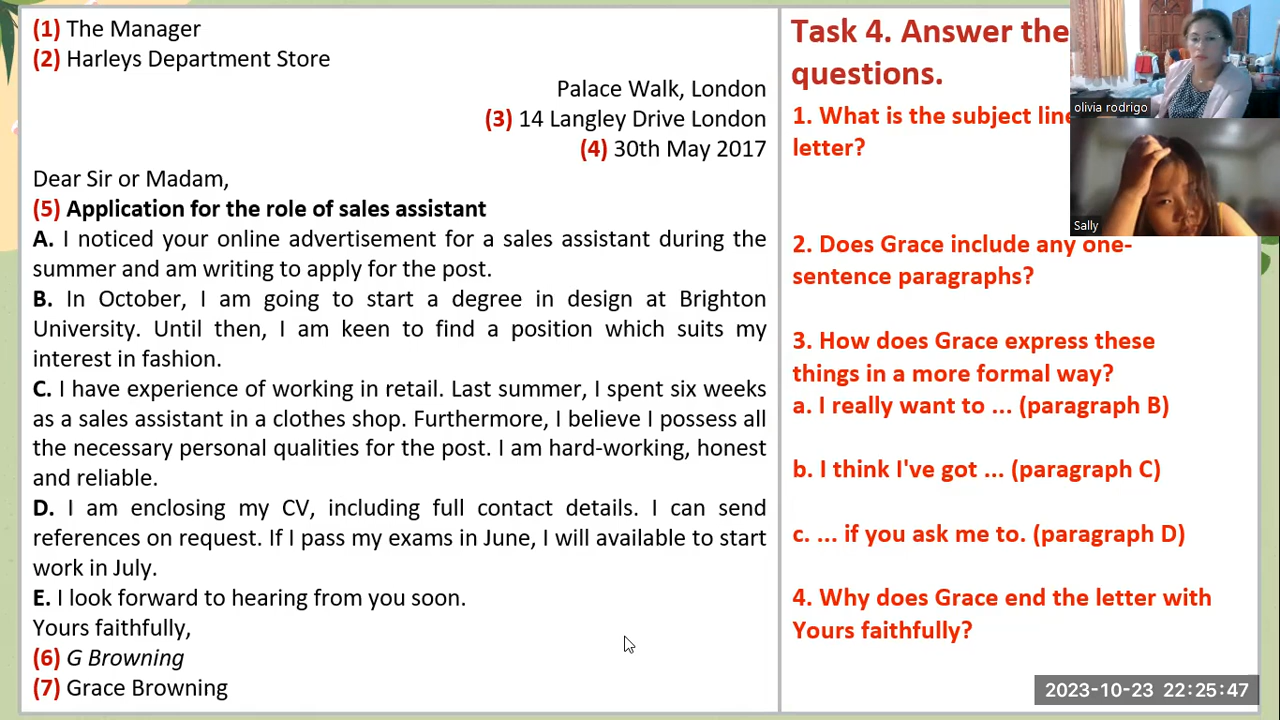 (1) The Manager
(2) Harleys Department Store
Palace Walk, London
(3) 14 Langley Drive London
(4) 30th May 2017
Dear Sir or Madam,
(5) Application for the role of sales assistant
A. I noticed your online advertisement for a sales assistant during the
summer and am writing to apply for the post.
B. In October, I am going to start a degree in design at Brighton
University. Until then, I am keen to find a position which suits my
interest in fashion.
C. I have experience of working in retail. Last summer, I spent six weeks
as a sales assistant in a clothes shop. Furthermore, I believe I possess all
the necessary personal qualities for the post. I am hard-working, honest
and reliable.
D. I am enclosing my CV, including full contact details. I can send
references on request. If I pass my exams in June, I will available to start
work in July.
E. I look forward to hearing from you soon.
Yours faithfully,
(6) G Browning
(7) Grace Browning
Task 4. Answer the
questions.
1. What is the subject line
letter?
2. Does Grace include any one-
sentence paragraphs?
3. How does Grace express these
things in a more formal way?
a. I really want to ... (paragraph B)
b. I think I've got ... (paragraph C)
c. ... if you ask me to. (paragraph D)
4. Why does Grace end the letter with
Yours faithfully?
olivia rodrigo
Sally
2023-10-23 22:25:47